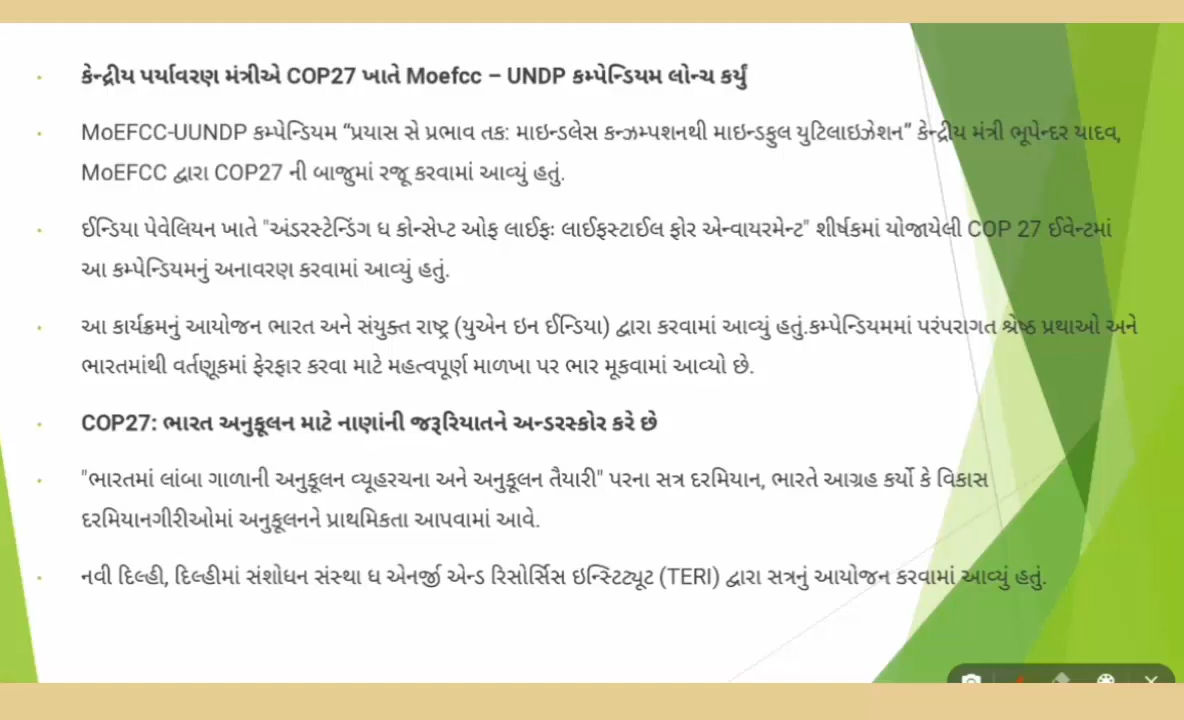 કેન્દ્રીય પર્યાવરણ મંત્રીએ COP27 ખાતે Moefcc – UNDP કમ્પેન્ડિયમ લોન્ચ કર્યું
MoEFCC-UUNDP કમ્પેન્ડિયમ “પ્રયાસ સે પ્રભાવ તક: માઇન્ડલેસ કન્ઝમ્પશનથી માઇન્ડફુલ યુટિલાઇઝેશન” કેન્દ્રીય મંત્રી ભૂપેન્દર યાદવ,
MoEFCC દ્વારા COP27 ની બાજુમાં રજૂ કરવામાં આવ્યું હતું.
ઈન્ડિયા પેવેલિયન ખાતે "અંડરસ્ટેન્ડિંગ ધ કોન્સેપ્ટ ઓફ લાઈફઃ લાઈફસ્ટાઈલ ફોર એન્વાયરમેન્ટ" શીર્ષકમાં યોજાયેલી COP 27 ઈવેન્ટમાં
આ કમ્પેન્ડિયમનું અનાવરણ કરવામાં આવ્યું હતું.
આ કાર્યક્રમનું આયોજન ભારત અને સંયુક્ત રાષ્ટ્ર (યુએન ઇન ઈન્ડિયા) દ્વારા કરવામાં આવ્યું હતું.કમ્પેન્ડિયમમાં પરંપરાગત શ્રેષ્ઠ પ્રથાઓ અને
ભારતમાંથી વર્તણૂકમાં ફેરફાર કરવા માટે મહત્વપૂર્ણ માળખા પર ભાર મૂકવામાં આવ્યો છે.
COP27: ભારત અનુકૂલન માટે નાણાંની જરૂરિયાતને અન્ડરસ્કોર કરે છે
"ભારતમાં લાંબા ગાળાની અનુકૂલન વ્યૂહરચના અને અનુકૂલન તૈયારી" પરના સત્ર દરમિયાન, ભારતે આગ્રહ કર્યો કે વિકાસ
દરમિયાનગીરીઓમાં અનુકૂલનને પ્રાથમિકતા આપવામાં આવે.
નવી દિલ્હી, દિલ્હીમાં સંશોધન સંસ્થા ધ એનર્જી એન્ડ રિસોર્સિસ ઇન્સ્ટિટ્યૂટ (TERI) દ્વારા સત્રનું આયોજન કરવામાં આવ્યું હતું.